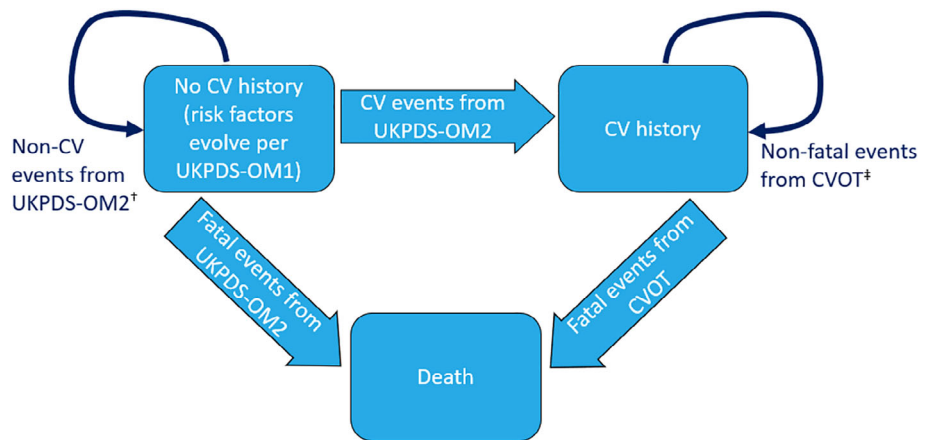 No CV history
(risk factors
evolve per
UKPDS-OM1)
CV events from
UKPDS-OM2
CV history
Non-CV
events from
UKPDS-OM2†
Non-fatal events
from CVOT‡
Fatal events from
UKPDS-OM2
Fatal events from
CVOT
Death